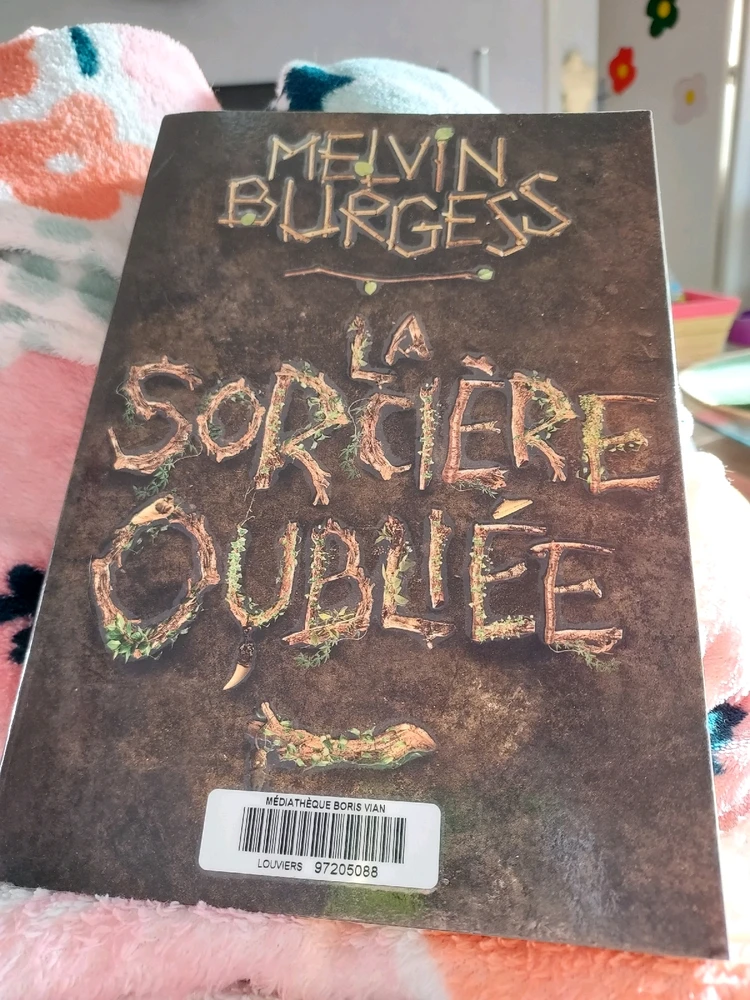 MELVIN
BURGESS
LA
SORCIÈRE
OUBLIÉE
MÉDIATHÈQUE BORIS VIAN
LOUVIERS 97205088